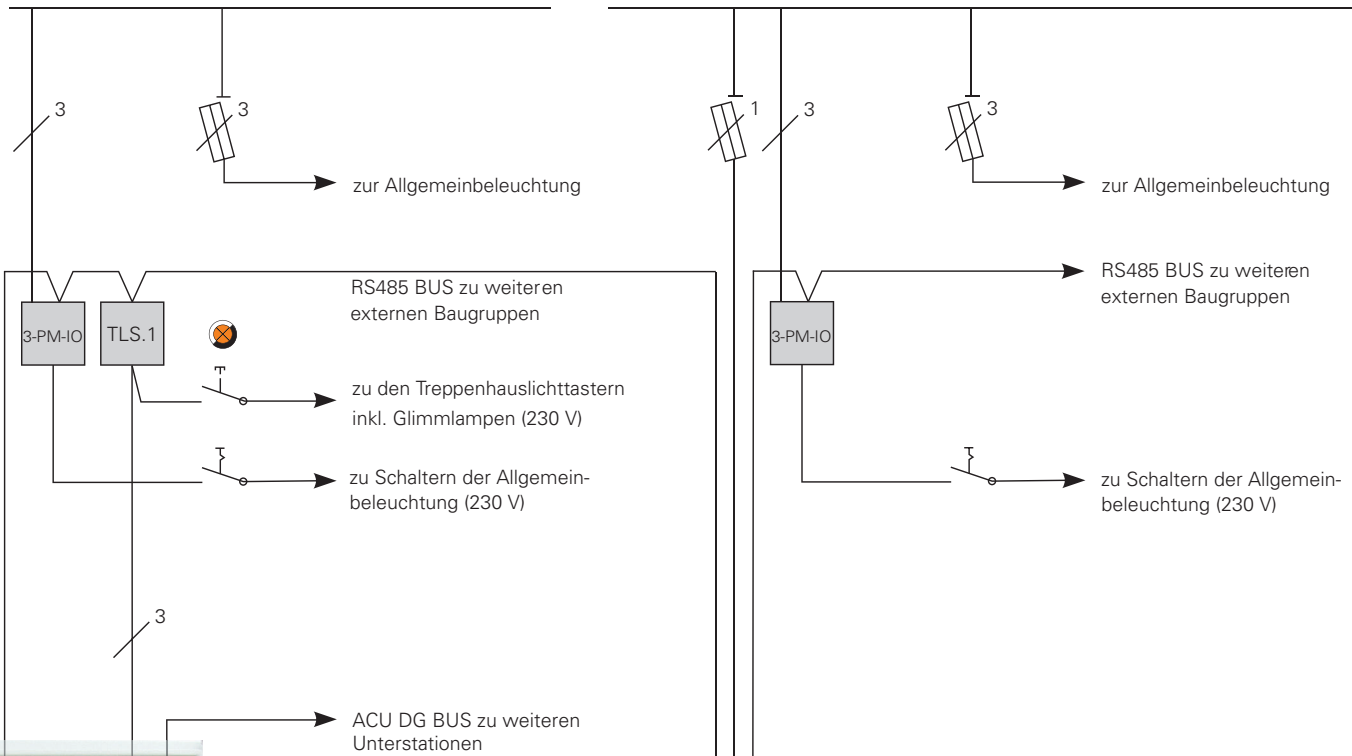 3
3
zur Allgemeinbeleuchtung
3-PM-IO
TLS.1
RS485 BUS zu weiteren
externen Baugruppen
zu den Treppenhauslichttastern
inkl. Glimmlampen (230 V)
zu Schaltern der Allgemein-
beleuchtung (230 V)
3
ACU DG BUS zu weiteren
Unterstationen
1
3
3
zur Allgemeinbeleuchtung
RS485 BUS zu weiteren
externen Baugruppen
3-PM-IO
zu Schaltern der Allgemein-
beleuchtung (230 V)